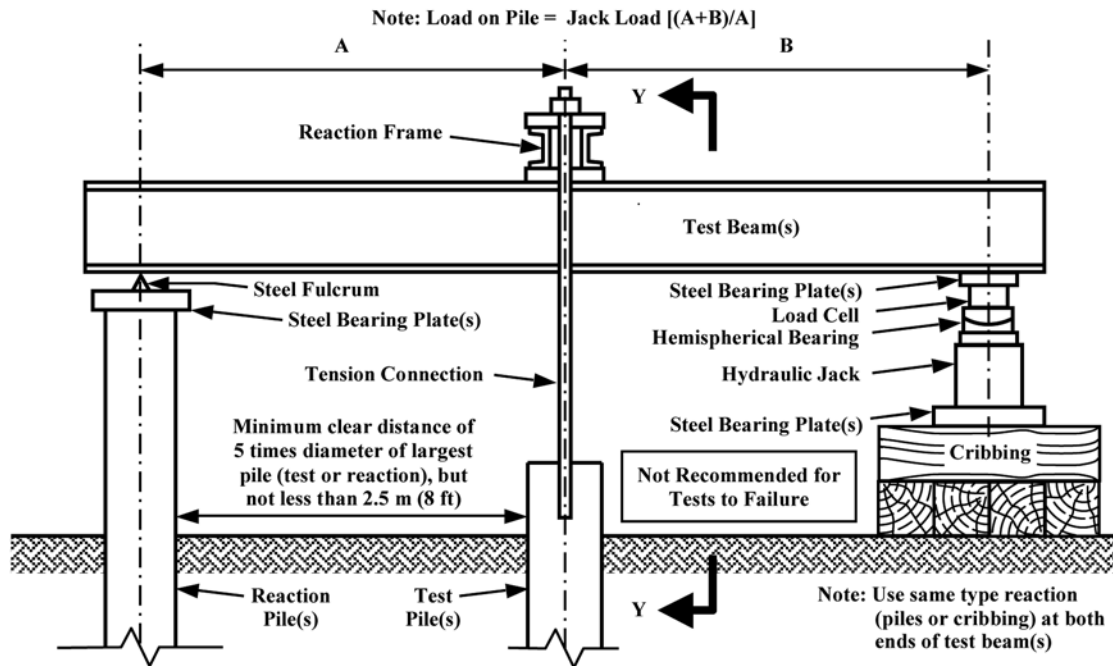 Note: Load on Pile = Jack Load [(A+B)/A]
A
B
Y
Reaction Frame
Test Beam(s)
Steel Fulcrum
Steel Bearing Plate(s)
Steel Bearing Plate(s)
Load Cell
Hemispherical Bearing
Tension Connection
Hydraulic Jack
Minimum clear distance of
5 times diameter of largest
pile (test or reaction), but
not less than 2.5 m (8 ft)
Steel Bearing Plate(s)
Cribbing
Not Recommended for
Tests to Failure
Reaction
Pile(s)
Test
Pile(s)
Y
Note: Use same type reaction
(piles or cribbing) at both
ends of test beam(s)